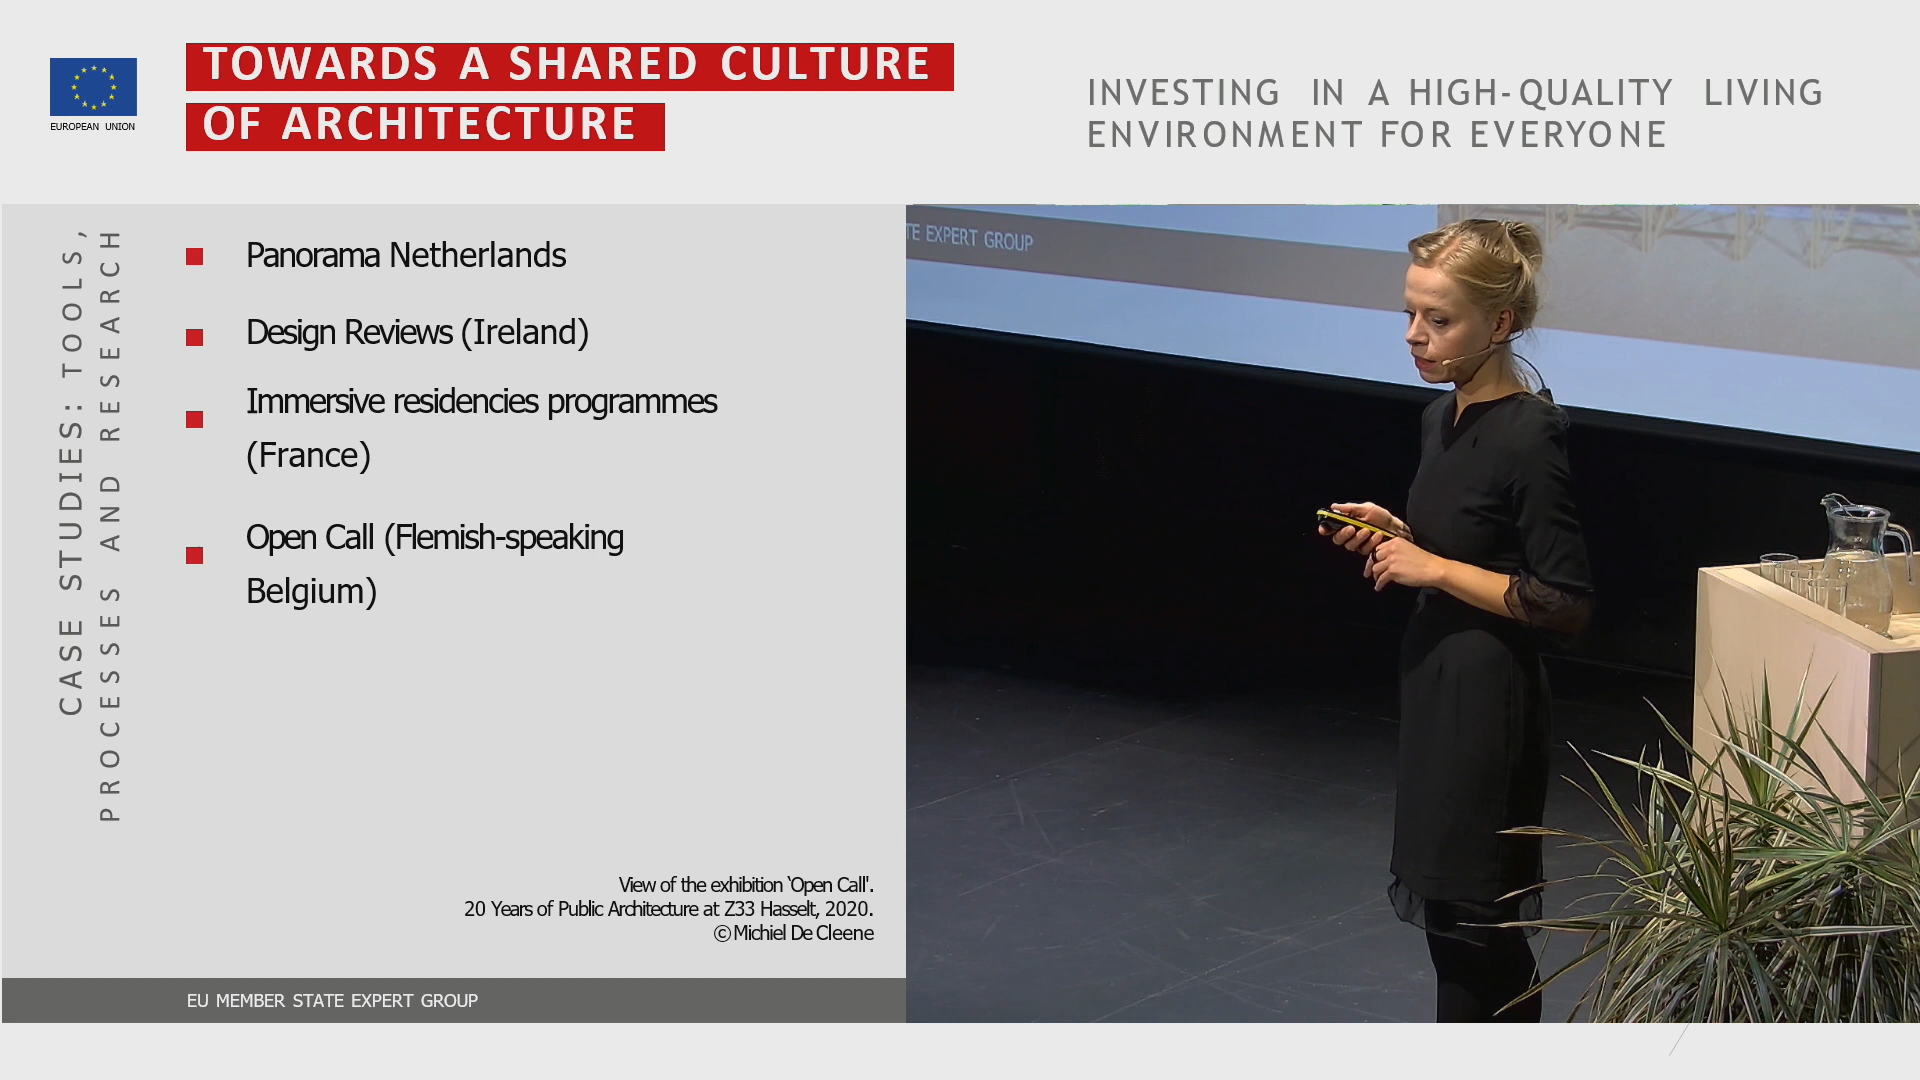 TOWARDS A SHARED CULTURE
OF ARCHITECTURE
EUROPEAN UNION
INVESTING IN A HIGH-QUALITY LIVING
ENVIRONMENT FOR EVERYONE
CASE STUDIES: TOOLS,
PROCESSES AND RESEARCH
Panorama Netherlands
Design Reviews (Ireland)
Immersive residencies programmes
(France)
Open Call (Flemish-speaking
Belgium)
View of the exhibition ‘Open Call'.
20 Years of Public Architecture at Z33 Hasselt, 2020.
© Michiel De Cleene
EU MEMBER STATE EXPERT GROUP
TE EXPERT GROUP